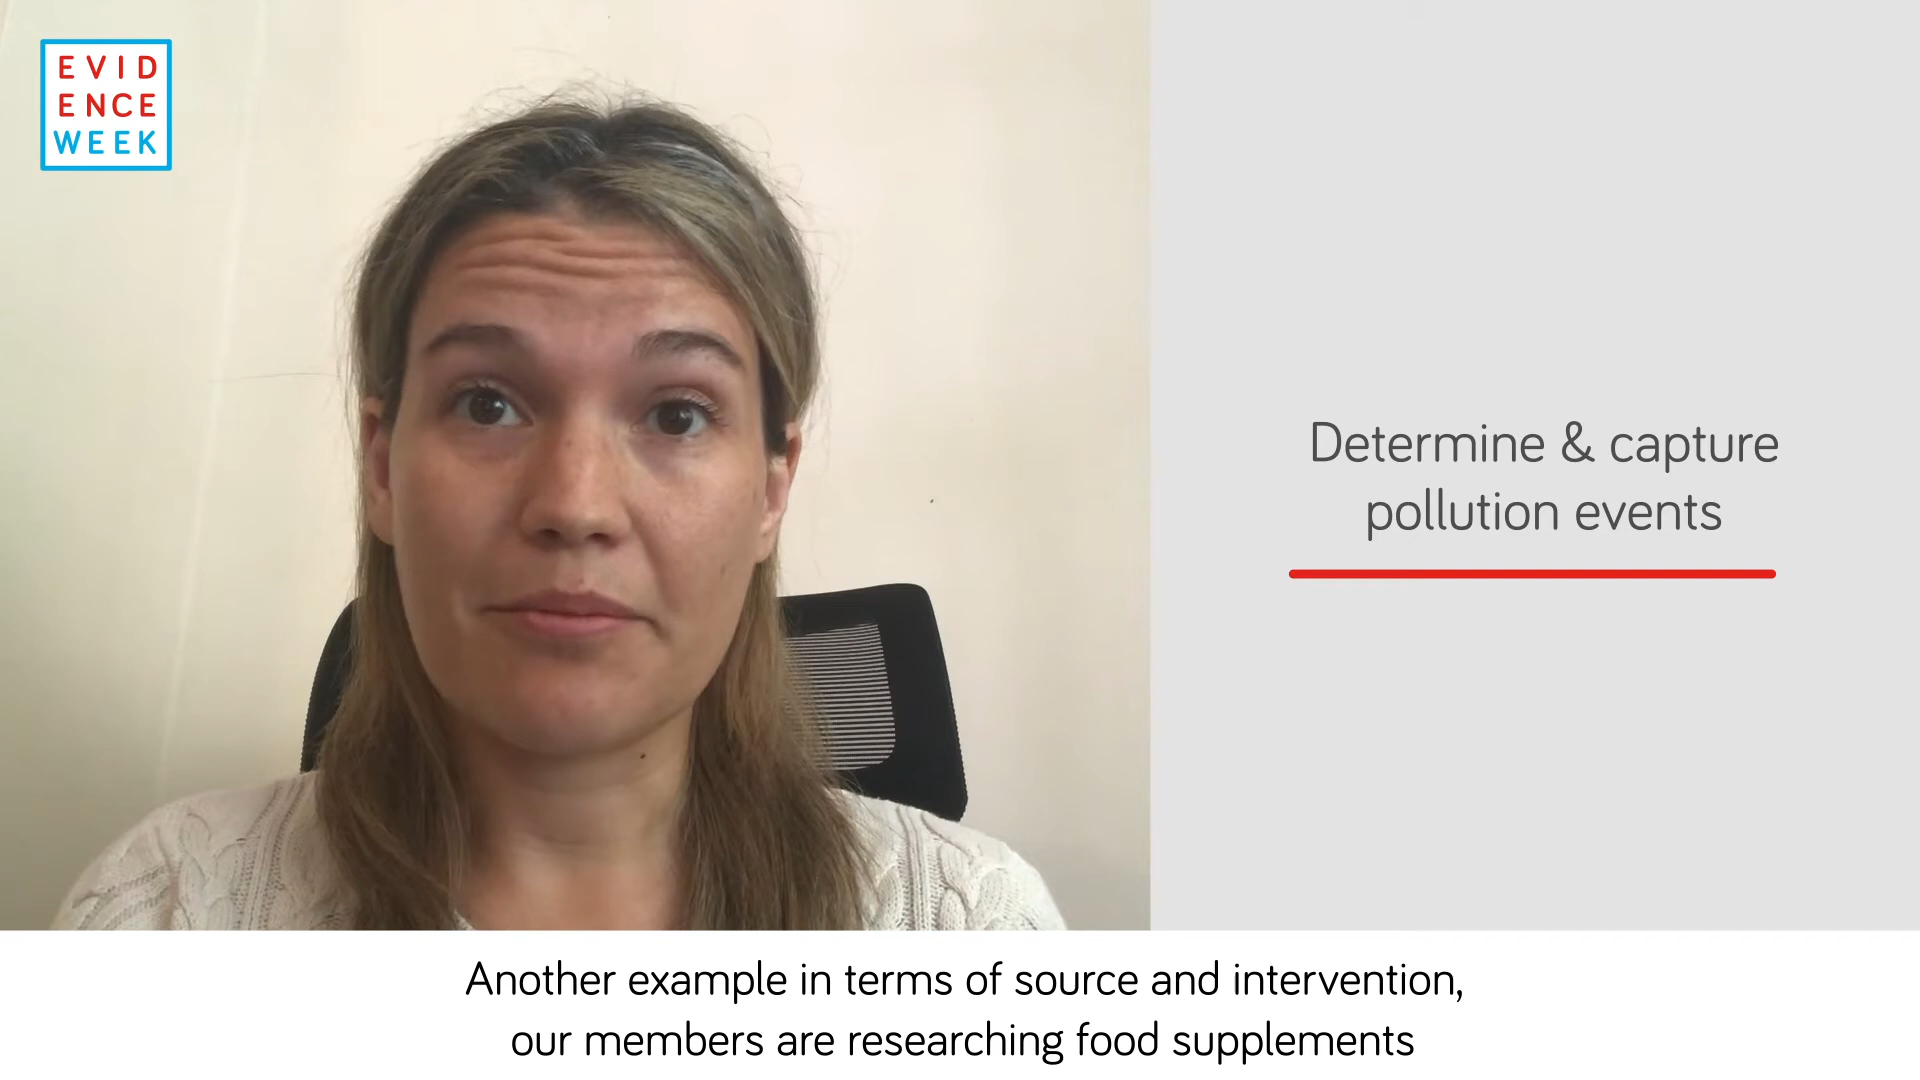 EVID
ENCE
WEEK
Determine & capture
pollution events
Another example in terms of source and intervention,
our members are researching food supplements